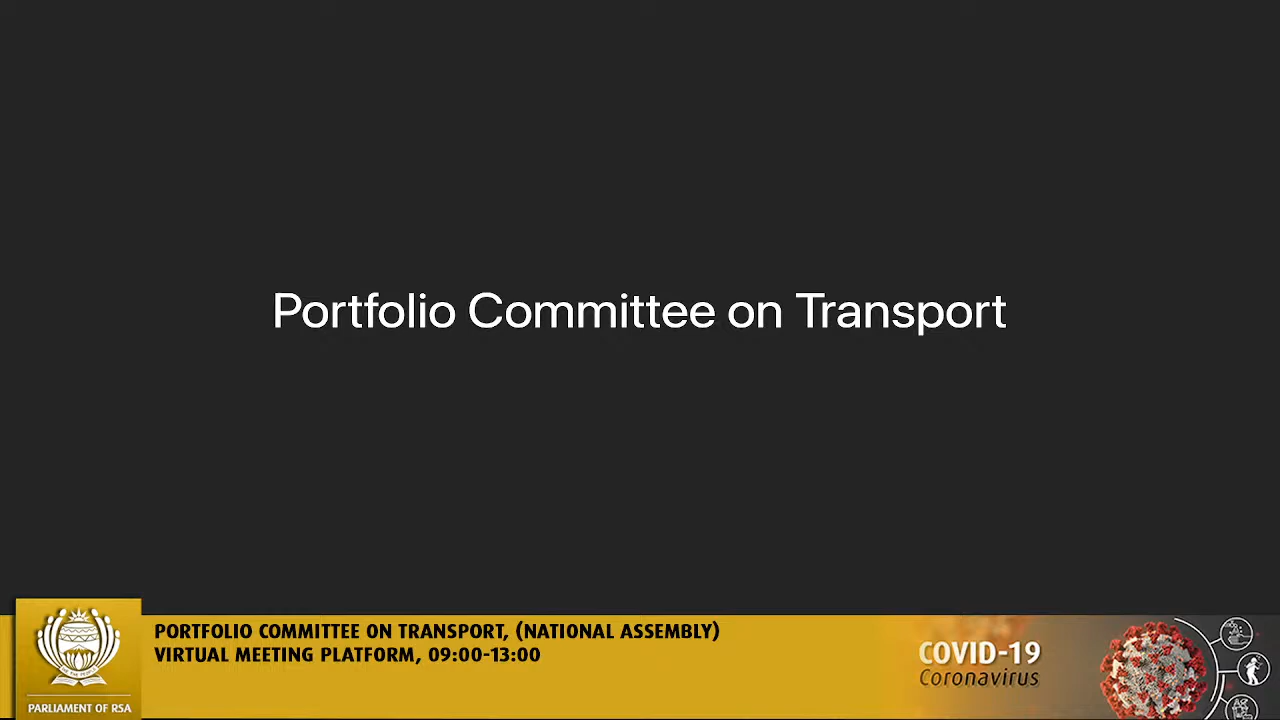 Portfolio Committee on Transport
PORTFOLIO COMMITTEE ON TRANSPORT, (NATIONAL ASSEMBLY)
VIRTUAL MEETING PLATFORM, 09:00-13:00
COVID-19
Coronavirus
PARLIAMENT OF RSA